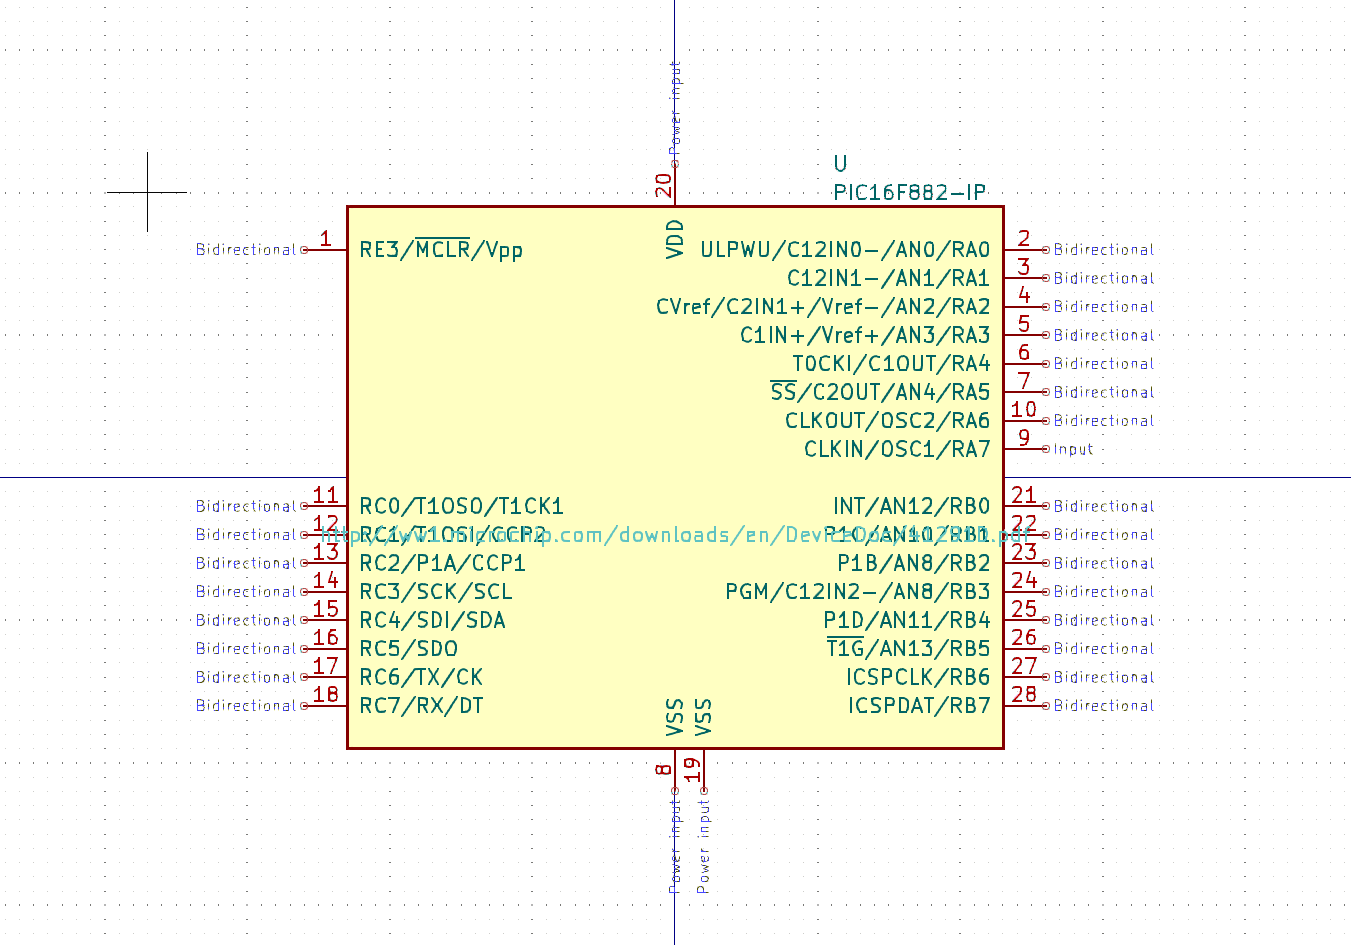 Power input
20
U
PIC16F882-IP
VDD
Bidirectional 1 RE3/MCLR/Vpp
ULPWU/C12IN0-/AN0/RA0 2 Bidirectional
C12IN1-/AN1/RA1 3 Bidirectional
CVref/C2IN1+/Vref-/AN2/RA2 4 Bidirectional
C1IN+/Vref+/AN3/RA3 5 Bidirectional
T0CKI/C1OUT/RA4 6 Bidirectional
SS/C2OUT/AN4/RA5 7 Bidirectional
CLKOUT/OSC2/RA6 10 Bidirectional
CLKIN/OSC1/RA7 9 Input
Bidirectional 11 RC0/T1OSO/T1CK1 INT/AN12/RB0 21 Bidirectional
Bidirectional 12 RC1/T1OSI/CCP2 P1C/AN10/RB1 22 Bidirectional
Bidirectional 13 RC2/P1A/CCP1 P1B/AN8/RB2 23 Bidirectional
Bidirectional 14 RC3/SCK/SCL PGM/C12IN2-/AN8/RB3 24 Bidirectional
Bidirectional 15 RC4/SDI/SDA P1D/AN11/RB4 25 Bidirectional
Bidirectional 16 RC5/SDO T1G/AN13/RB5 26 Bidirectional
Bidirectional 17 RC6/TX/CK ICSPCLK/RB6 27 Bidirectional
Bidirectional 18 RC7/RX/DT ICSPDAT/RB7 28 Bidirectional
VSS VSS
8 19
Power input Power input